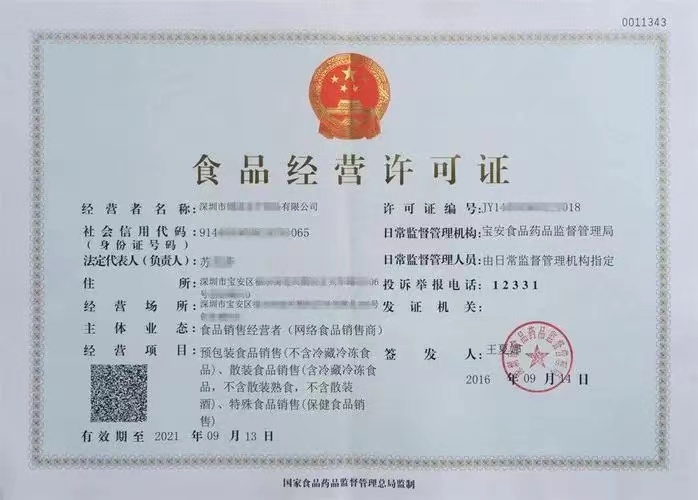 0011343
食品经营许可证
经营者名称：深圳市 有限公司
许可证编号：JY14 018
社会信用代码：914 065
（身份证号码）
日常监督管理机构：宝安食品药品监督管理局
法定代表人（负责人）：苏
日常监督管理人员：由日常监督管理机构指定
住所：深圳市宝安区 06
号
投诉举报电话：12331
经营场所：深圳市宝安区 号
发证机关：
主体业态：食品销售经营者（网络食品销售商）
经营项目：预包装食品销售(不含冷藏冷冻食
品)、散装食品销售(含冷藏冷冻食
品，不含散装熟食，不含散装
酒)、特殊食品销售(保健食品销
售)
签发人：王夏娜
2016 年 09 月 14 日
有效期至 2021 年 09 月 13 日
国家食品药品监督管理总局监制